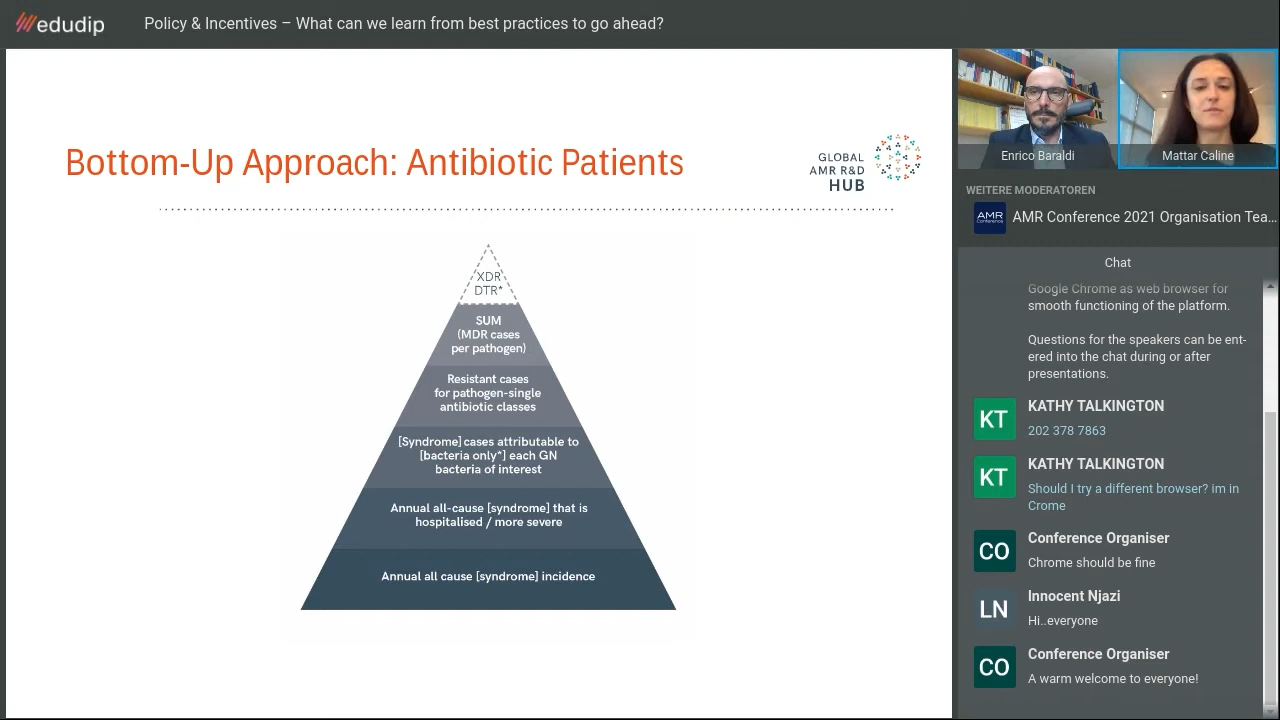 edudip
Policy & Incentives – What can we learn from best practices to go ahead?
Bottom-Up Approach: Antibiotic Patients
GLOBAL
AMR R&D
HUB
XDR
DTR*
SUM
(MDR cases
per pathogen)
Resistant cases
for pathogen-single
antibiotic classes
[Syndrome] cases attributable to
[bacteria only*] each GN
bacteria of interest
Annual all-cause [syndrome] that is
hospitalised / more severe
Annual all cause [syndrome] incidence
Enrico Baraldi
Mattar Caline
WEITERE MODERATOREN
AMR
Conference
AMR Conference 2021 Organisation Tea...
Chat
Google Chrome as web browser for
smooth functioning of the platform.
Questions for the speakers can be ent-
ered into the chat during or after
presentations.
KT
KATHY TALKINGTON
202 378 7863
KT
KATHY TALKINGTON
Should I try a different browser? im in
Crome
CO
Conference Organiser
Chrome should be fine
LN
Innocent Njazi
Hi..everyone
CO
Conference Organiser
A warm welcome to everyone!